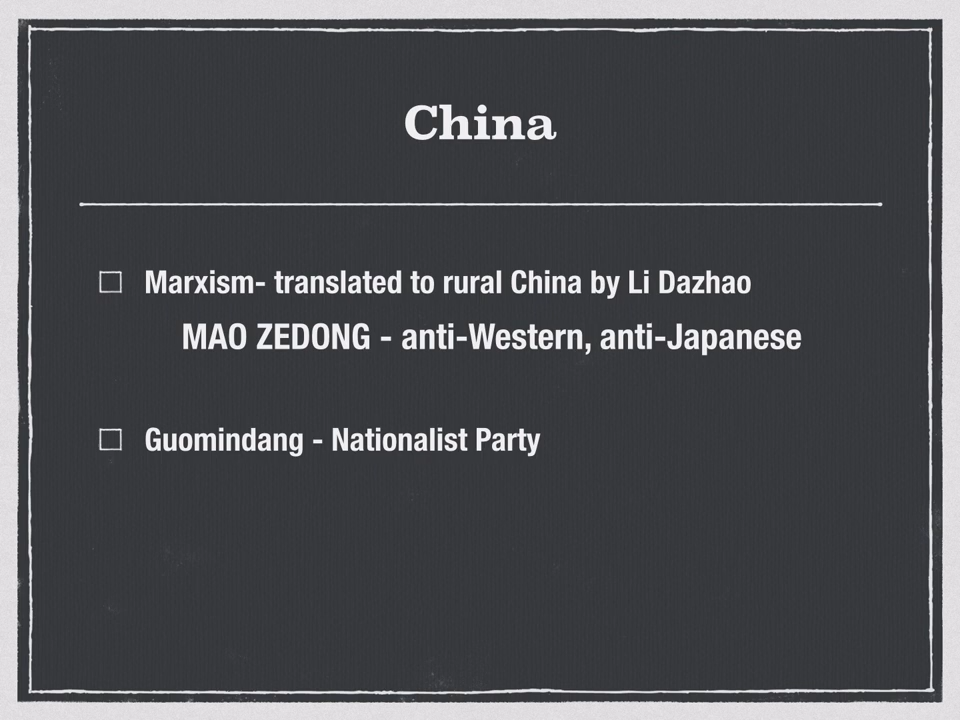 China
Marxism- translated to rural China by Li Dazhao
MAO ZEDONG - anti-Western, anti-Japanese
Guomindang - Nationalist Party